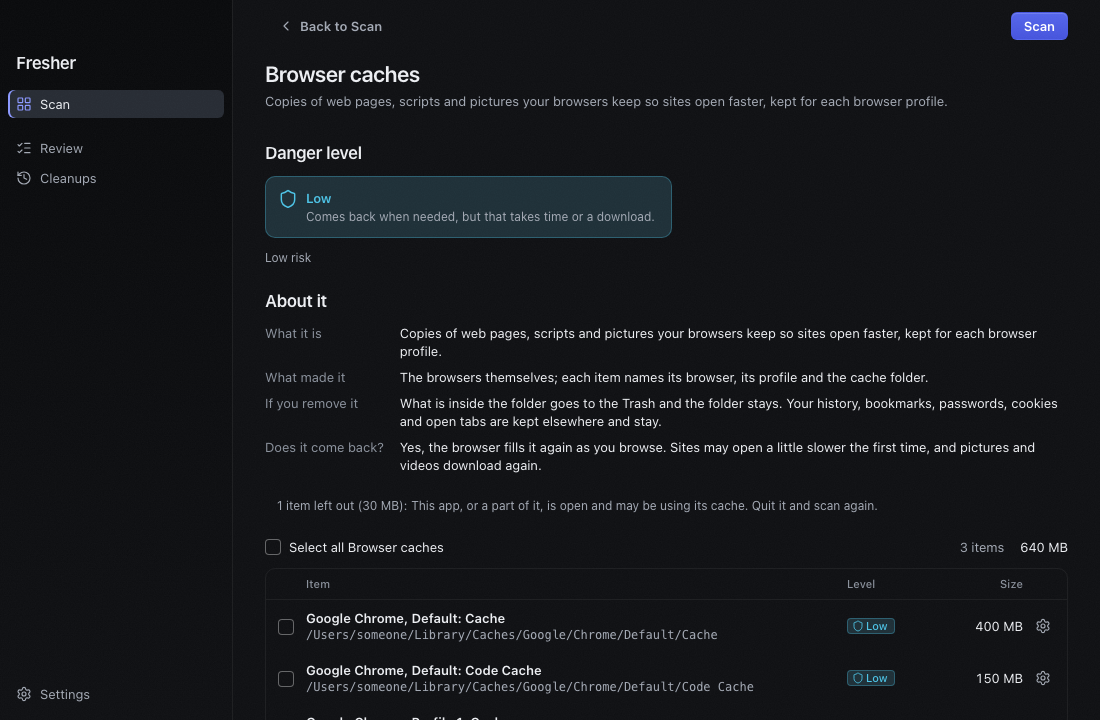 Back to Scan
Scan
Fresher
Scan
Review
Cleanups
Settings
Browser caches
Copies of web pages, scripts and pictures your browsers keep so sites open faster, kept for each browser profile.
Danger level
Low
Comes back when needed, but that takes time or a download.
Low risk
About it
What it is
Copies of web pages, scripts and pictures your browsers keep so sites open faster, kept for each browser
profile.
What made it
The browsers themselves; each item names its browser, its profile and the cache folder.
If you remove it
What is inside the folder goes to the Trash and the folder stays. Your history, bookmarks, passwords, cookies
and open tabs are kept elsewhere and stay.
Does it come back?
Yes, the browser fills it again as you browse. Sites may open a little slower the first time, and pictures and
videos download again.
1 item left out (30 MB): This app, or a part of it, is open and may be using its cache. Quit it and scan again.
Select all Browser caches
3 items 640 MB
Item Level Size
Google Chrome, Default: Cache
/Users/someone/Library/Caches/Google/Chrome/Default/Cache
Low
400 MB
Google Chrome, Default: Code Cache
/Users/someone/Library/Caches/Google/Chrome/Default/Code Cache
Low
150 MB